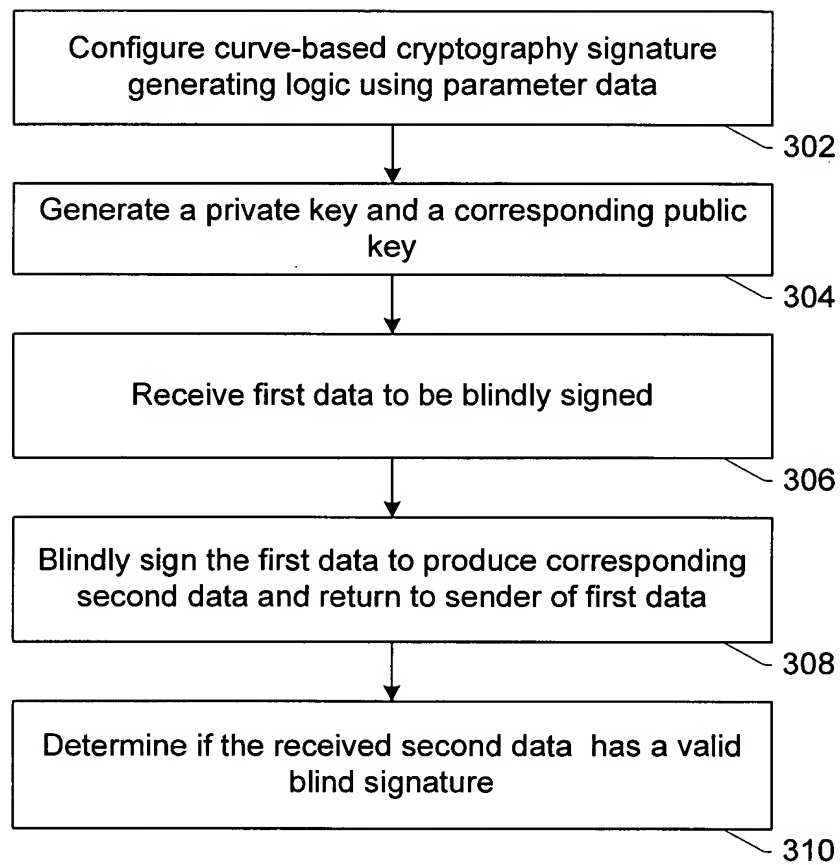 Configure curve-based cryptography signature
generating logic using parameter data
302
Generate a private key and a corresponding public
key
304
Receive first data to be blindly signed
306
Blindly sign the first data to produce corresponding
second data and return to sender of first data
308
Determine if the received second data has a valid
blind signature
310